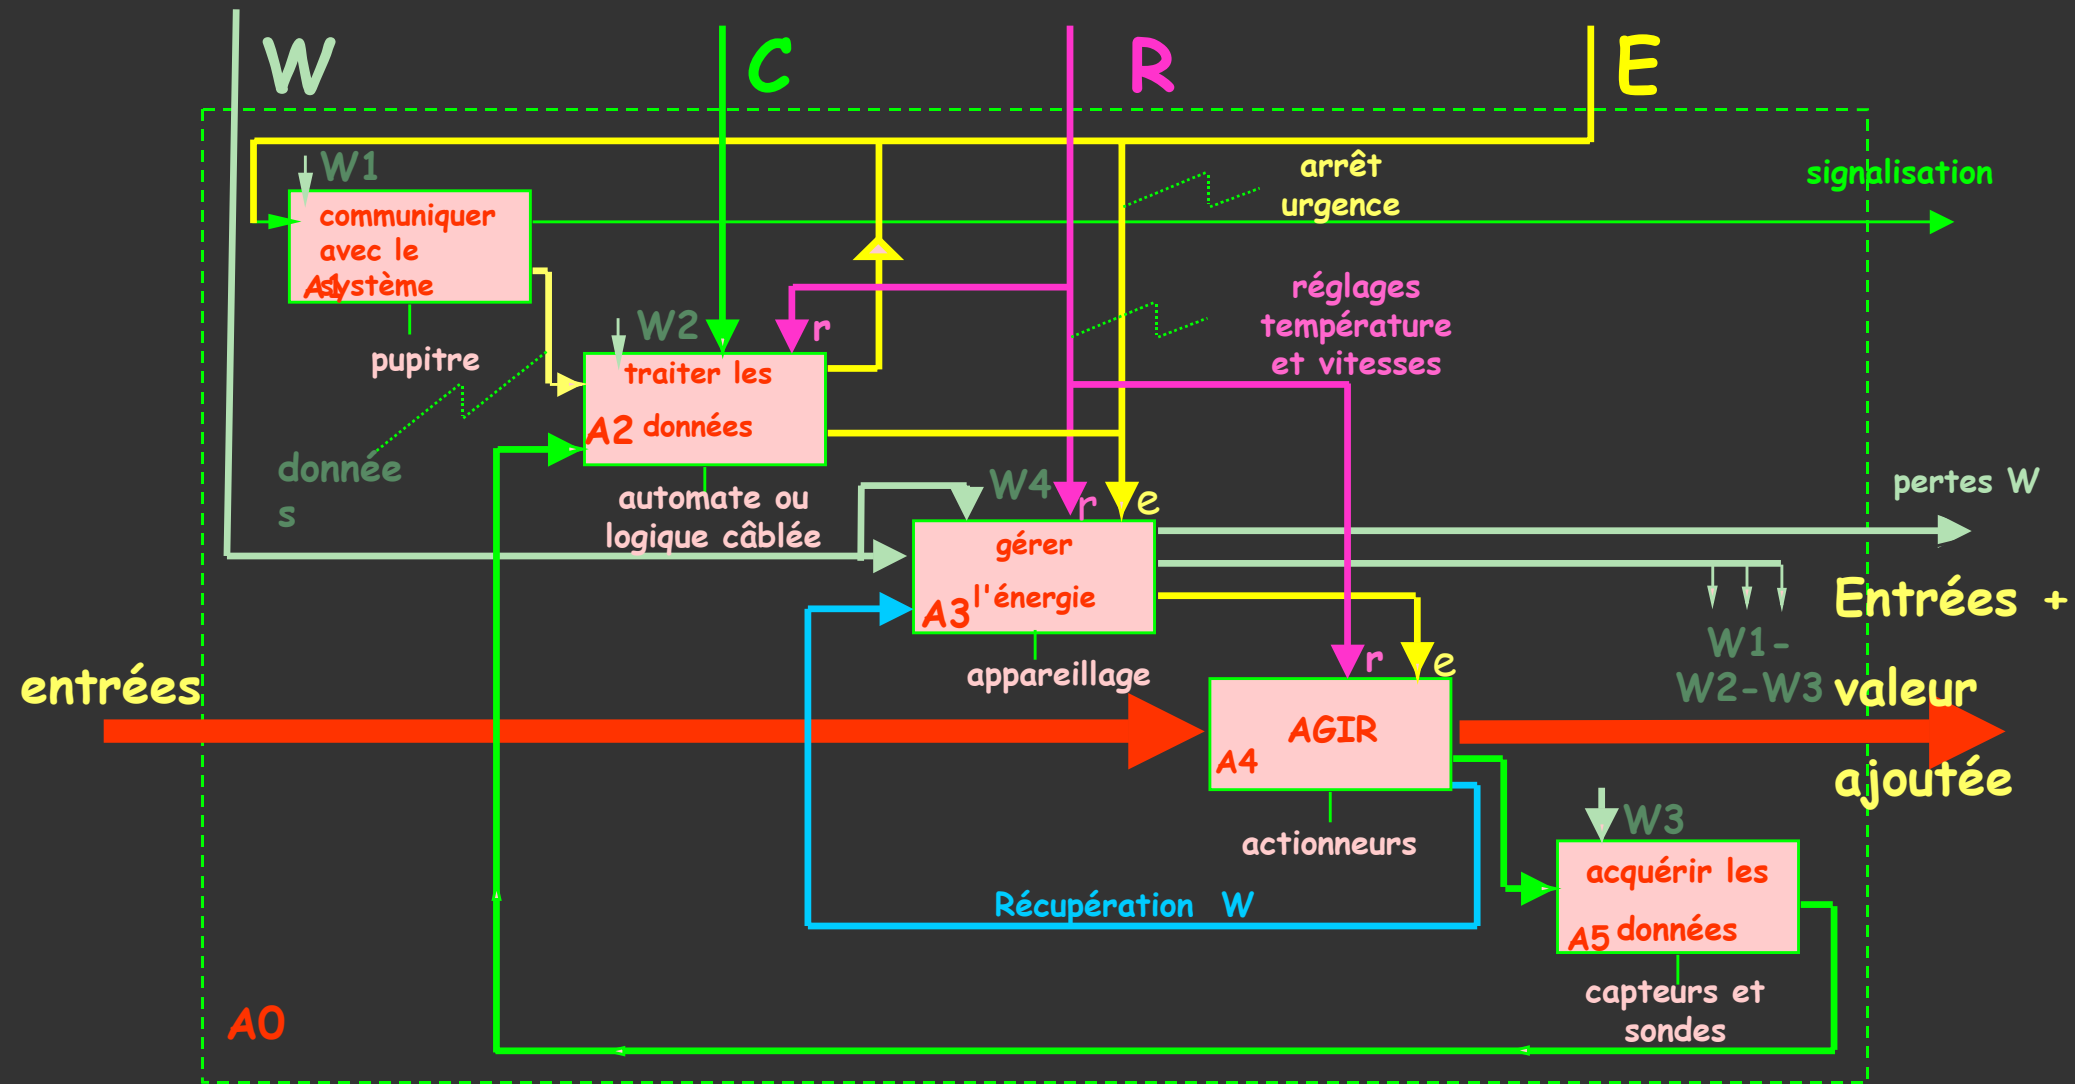 W
C
R
E
W1
arrêt
urgence
signalisation
communiquer
avec le
système
A1
réglages
température
et vitesses
pupitre
W2
r
traiter les
données
A2
donnée
s
automate ou
logique câblée
W4
r
e
pertes W
gérer
l'énergie
A3
Entrées +
valeur
ajoutée
W1-
W2-W3
entrées
appareillage
r
e
AGIR
A4
actionneurs
W3
acquérir les
données
A5
Récupération W
capteurs et
sondes
A0